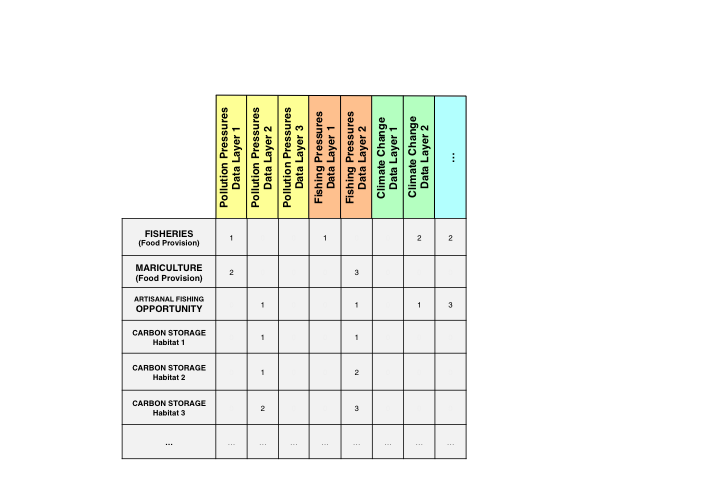 Pollution Pressures
Data Layer 1
Pollution Pressures
Data Layer 2
Pollution Pressures
Data Layer 3
Fishing Pressures
Data Layer 1
Fishing Pressures
Data Layer 2
Climate Change
Data Layer 1
Climate Change
Data Layer 2
...
FISHERIES
(Food Provision)
1 1 2 2
MARICULTURE
(Food Provision)
2 3
ARTISANAL FISHING
OPPORTUNITY
1 1 1 3
CARBON STORAGE
Habitat 1
1 1
CARBON STORAGE
Habitat 2
1 2
CARBON STORAGE
Habitat 3
2 3
... ... ... ... ... ... ... ... ...